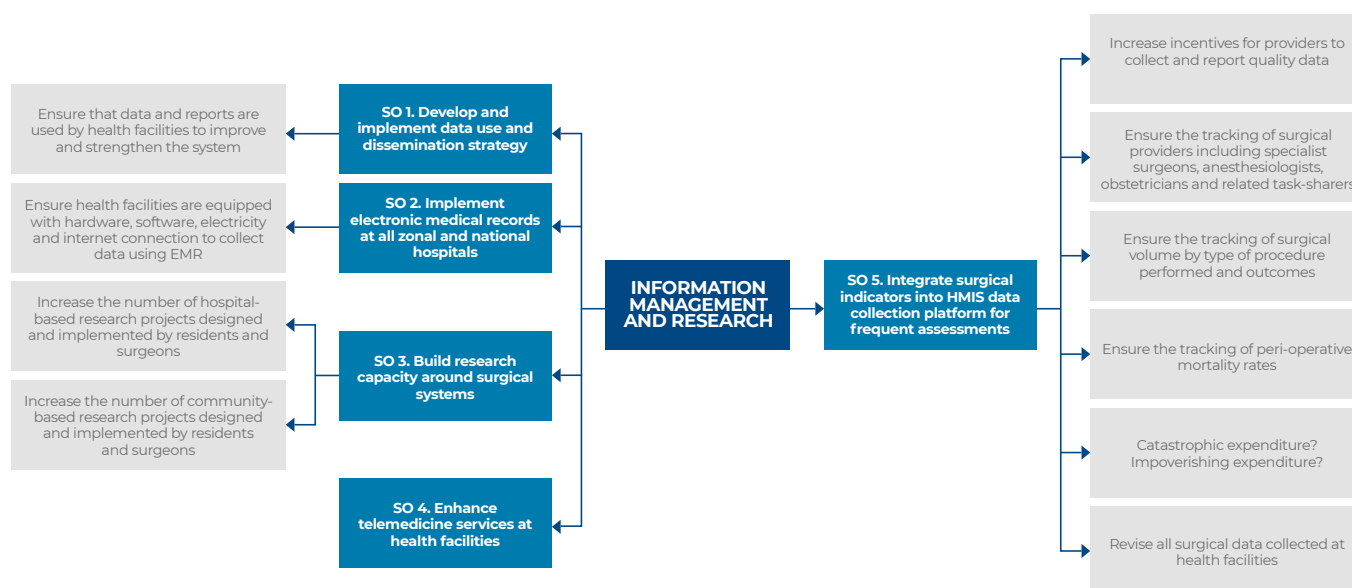 Ensure that data and reports are
used by health facilities to improve
and strengthen the system
Ensure health facilities are equipped
with hardware, software, electricity
and internet connection to collect
data using EMR
Increase the number of hospital-
based research projects designed
and implemented by residents and
surgeons
Increase the number of community-
based research projects designed
and implemented by residents
and surgeons
SO 1. Develop and
implement data use and
dissemination strategy
SO 2. Implement
electronic medical records
at all zonal and national
hospitals
SO 3. Build research
capacity around surgical
systems
SO 4. Enhance
telemedicine services at
health facilities
INFORMATION
MANAGEMENT
AND RESEARCH
SO 5. Integrate surgical
indicators into HMIS data
collection platform for
frequent assessments
Increase incentives for providers to
collect and report quality data
Ensure the tracking of surgical
providers including specialist
surgeons, anesthesiologists,
obstetricians and related task-sharers
Ensure the tracking of surgical
volume by type of procedure
performed and outcomes
Ensure the tracking of peri-operative
mortality rates
Catastrophic expenditure?
Impoverishing expenditure?
Revise all surgical data collected at
health facilities